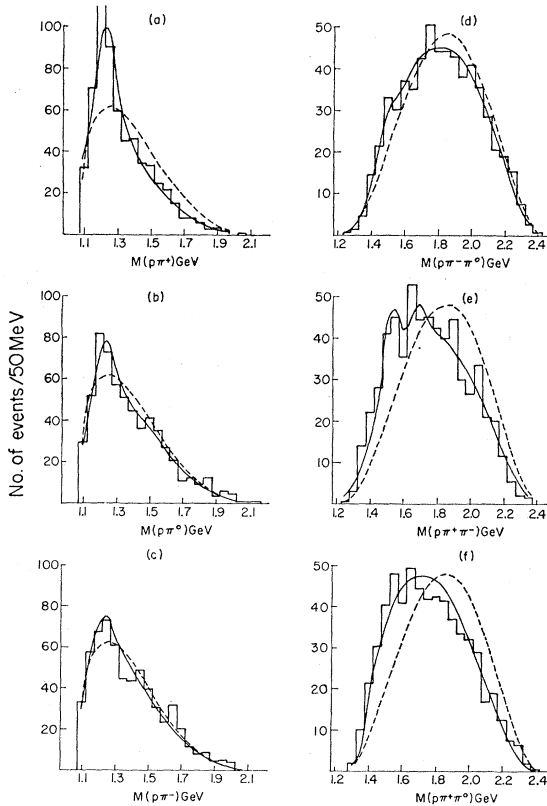 (a)
100
80
60
40
20
1.1 1.3 1.5 1.7 1.9 2.1
M(pπ+)GeV
(b)
100
80
60
40
20
1.1 1.3 1.5 1.7 1.9 2.1
M(pπ°)GeV
(c)
100
80
60
40
20
1.1 1.3 1.5 1.7 1.9 2.1
M(pπ-)GeV
No. of events/50MeV
(d)
50
40
30
20
10
1.2 1.4 1.6 1.8 2.0 2.2 2.4
M(pπ-π°)GeV
(e)
50
40
30
20
10
1.2 1.4 1.6 1.8 2.0 2.2 2.4
M(pπ+π-)GeV
(f)
50
40
30
20
10
1.2 1.4 1.6 1.8 2.0 2.2 2.4
M(pπ+π°)GeV